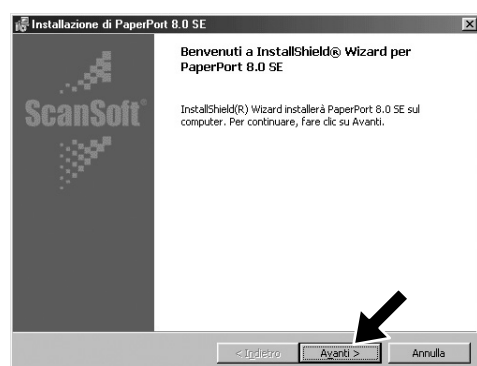 Installazione di PaperPort 8.0 SE
Benvenuti a InstallShield® Wizard per
PaperPort 8.0 SE
ScanSoft®
InstallShield(R) Wizard installerà PaperPort 8.0 SE sul
computer. Per continuare, fare clic su Avanti.
< Indietro
Avanti >
Annulla